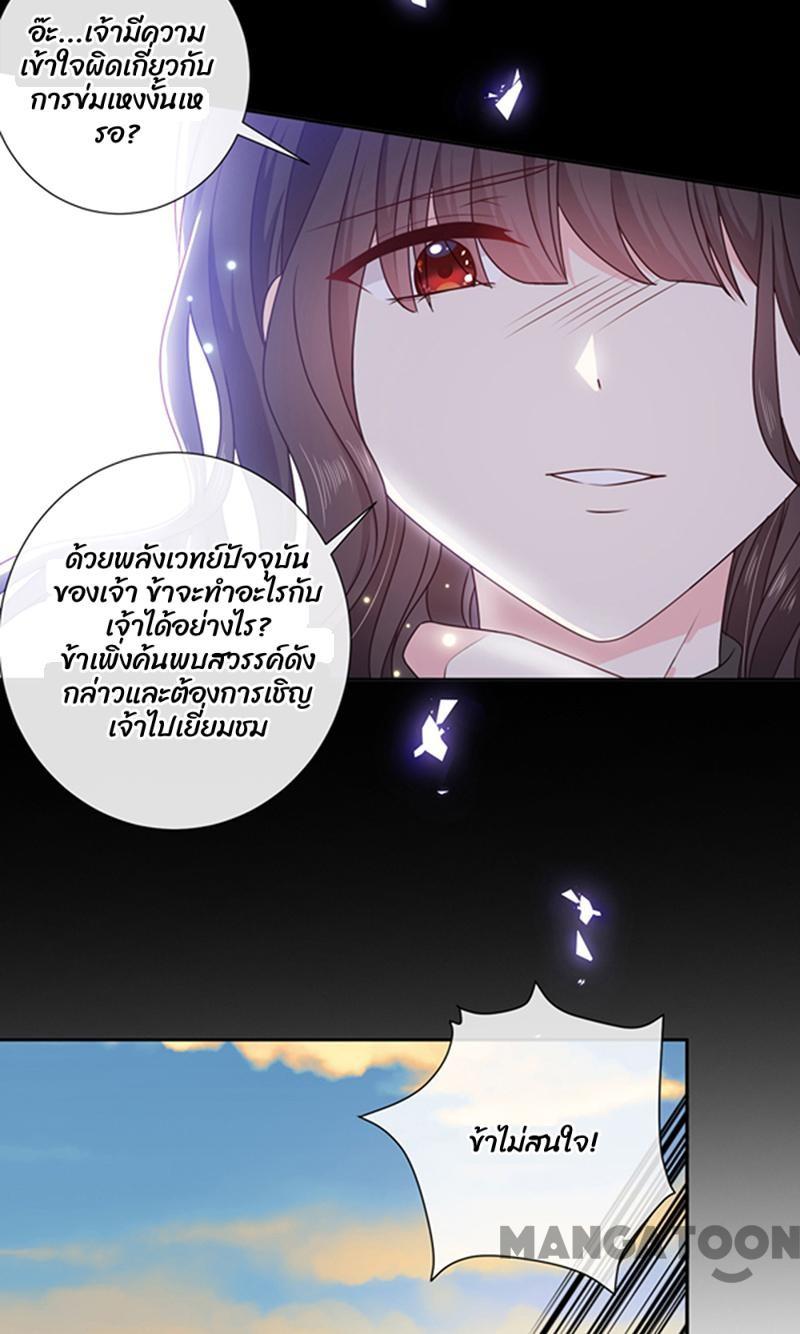 อ๊ะ...เจ้ามีความ
เข้าใจผิดเกี่ยวกับ
การข่มเหงงั้นเห
รอ?
ด้วยพลังเวทย์ปัจจุบัน
ของเจ้า ข้าจะทำอะไรกับ
เจ้าได้อย่างไร?
ข้าเพิ่งค้นพบสวรรค์ดัง
กล่าวและต้องการเชิญ
เจ้าไปเยี่ยมชม
ข้าไม่สนใจ!
MANGATOON